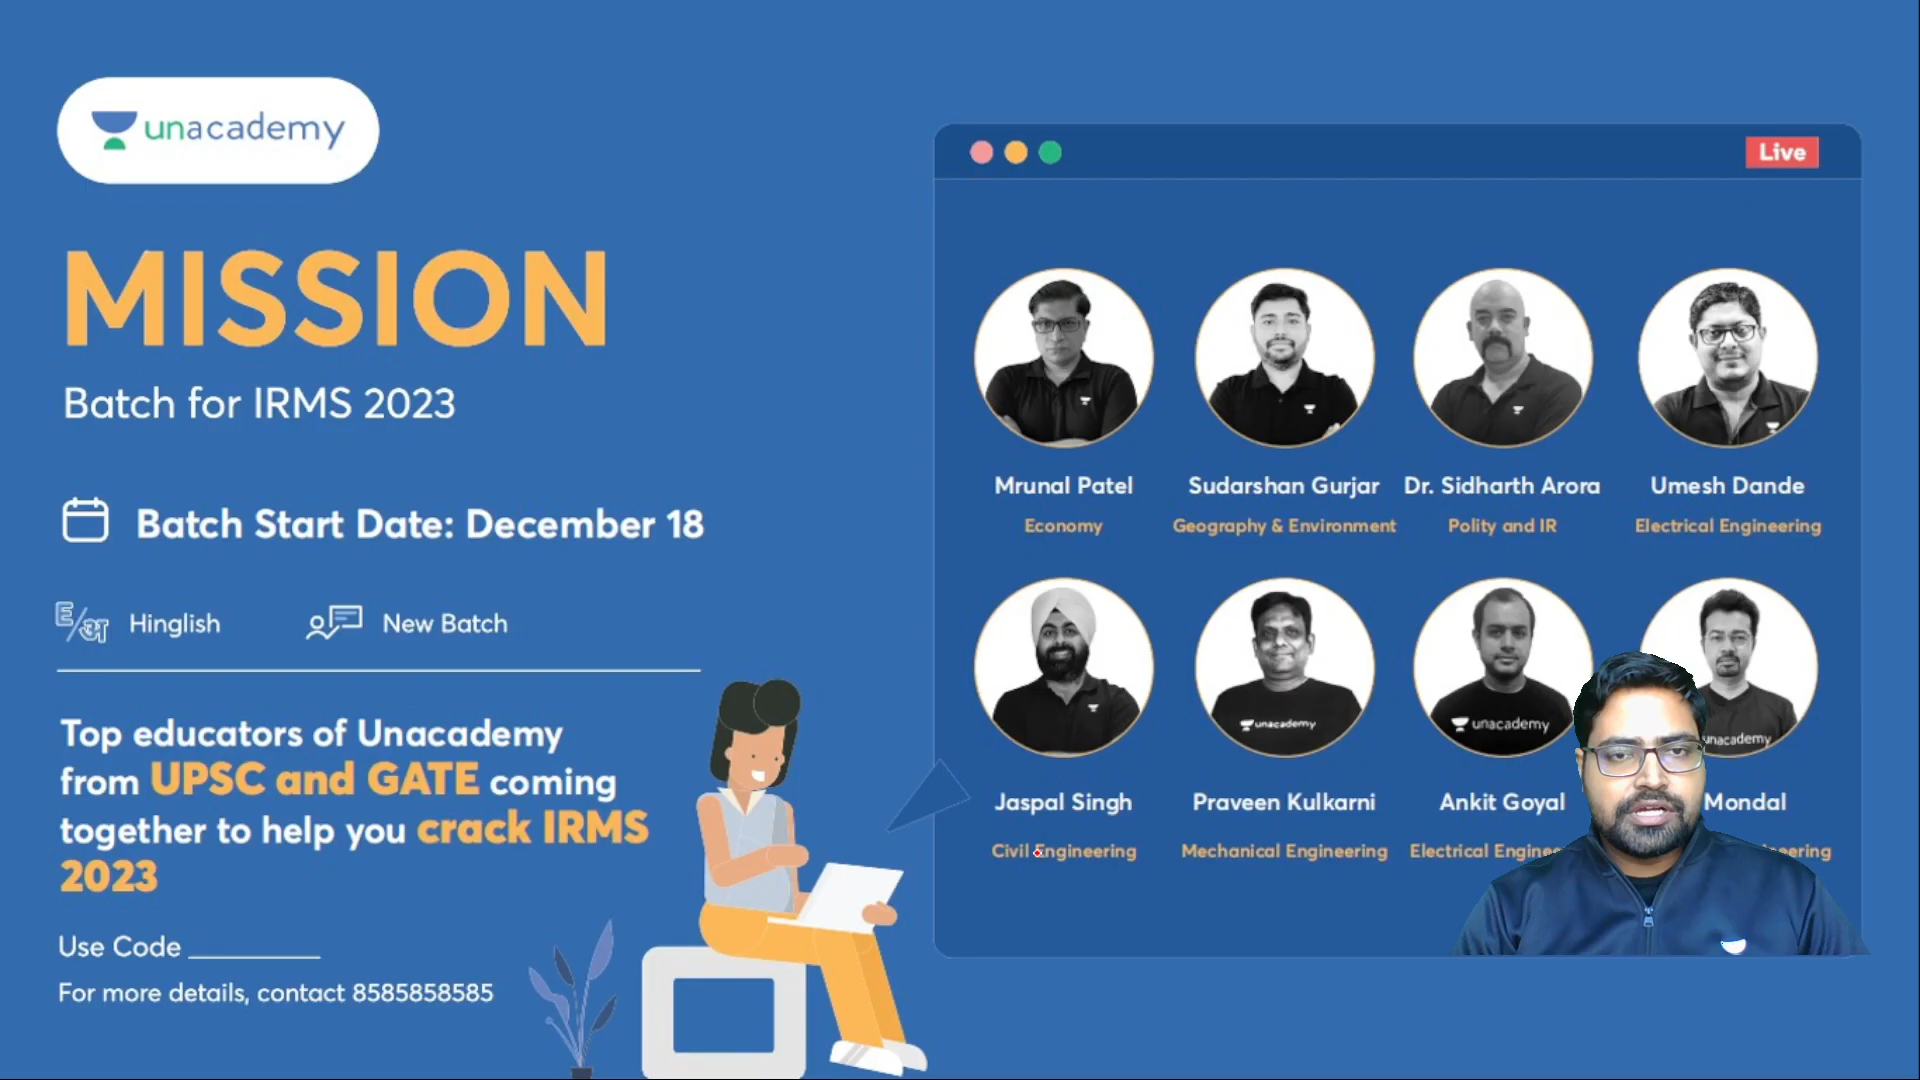 unacademy
MISSION
Batch for IRMS 2023
Batch Start Date: December 18
E/अ Hinglish
New Batch
Top educators of Unacademy
from UPSC and GATE coming
together to help you crack IRMS
2023
Use Code
For more details, contact 8585858585
Live
Mrunal Patel
Economy
Sudarshan Gurjar
Geography & Environment
Dr. Sidharth Arora
Polity and IR
Umesh Dande
Electrical Engineering
unacademy
unacademy
unacademy
Jaspal Singh
Civil Engineering
Praveen Kulkarni
Mechanical Engineering
Ankit Goyal
Electrical
Mondal